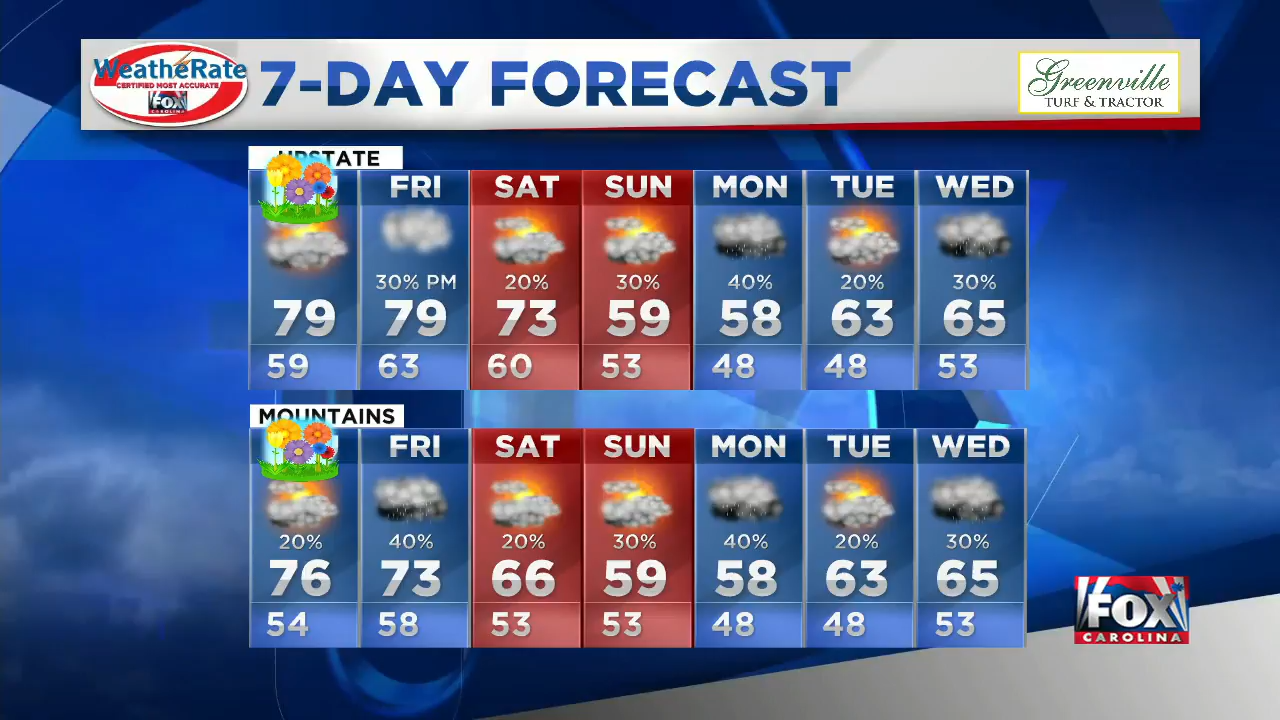 WeatheRate
CERTIFIED MOST ACCURATE
FOX
CAROLINA
7-DAY FORECAST
Greenville
TURF & TRACTOR
UPSTATE
FRI SAT SUN MON TUE WED
30% PM 20% 30% 40% 20% 30%
79 79 73 59 58 63 65
59 63 60 53 48 48 53
MOUNTAINS
FRI SAT SUN MON TUE WED
20% 40% 20% 30% 40% 20% 30%
76 73 66 59 58 63 65
54 58 53 53 48 48 53
FOX
CAROLINA